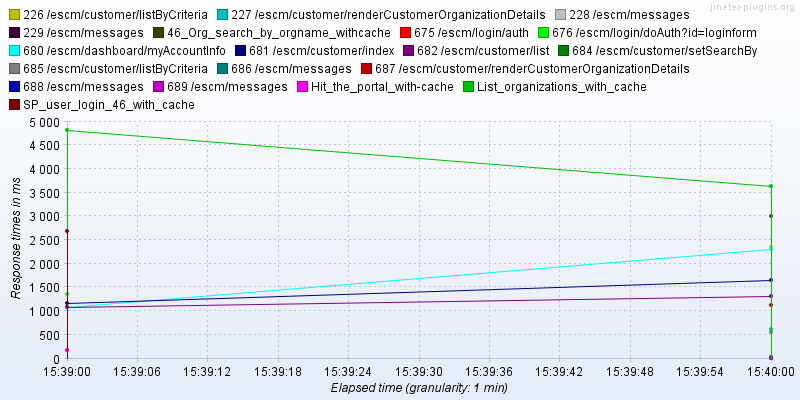 jmeter-plugins.org
226 /escm/customer/listByCriteria 227 /escm/customer/renderCustomerOrganizationDetails 228 /escm/messages
229 /escm/messages 46_Org_search_by_orgname_withcache 675 /escm/login/auth 676 /escm/login/doAuth?id=loginform
680 /escm/dashboard/myAccountInfo 681 /escm/customer/index 682 /escm/customer/list 684 /escm/customer/setSearchBy
685 /escm/customer/listByCriteria 686 /escm/messages 687 /escm/customer/renderCustomerOrganizationDetails
688 /escm/messages 689 /escm/messages Hit_the_portal_with-cache List_organizations_with_cache
SP_user_login_46_with_cache
Response times in ms
5 000
4 500
4 000
3 500
3 000
2 500
2 000
1 500
1 000
500
0
15:39:00 15:39:06 15:39:12 15:39:18 15:39:24 15:39:30 15:39:36 15:39:42 15:39:48 15:39:54 15:40:00
Elapsed time (granularity: 1 min)